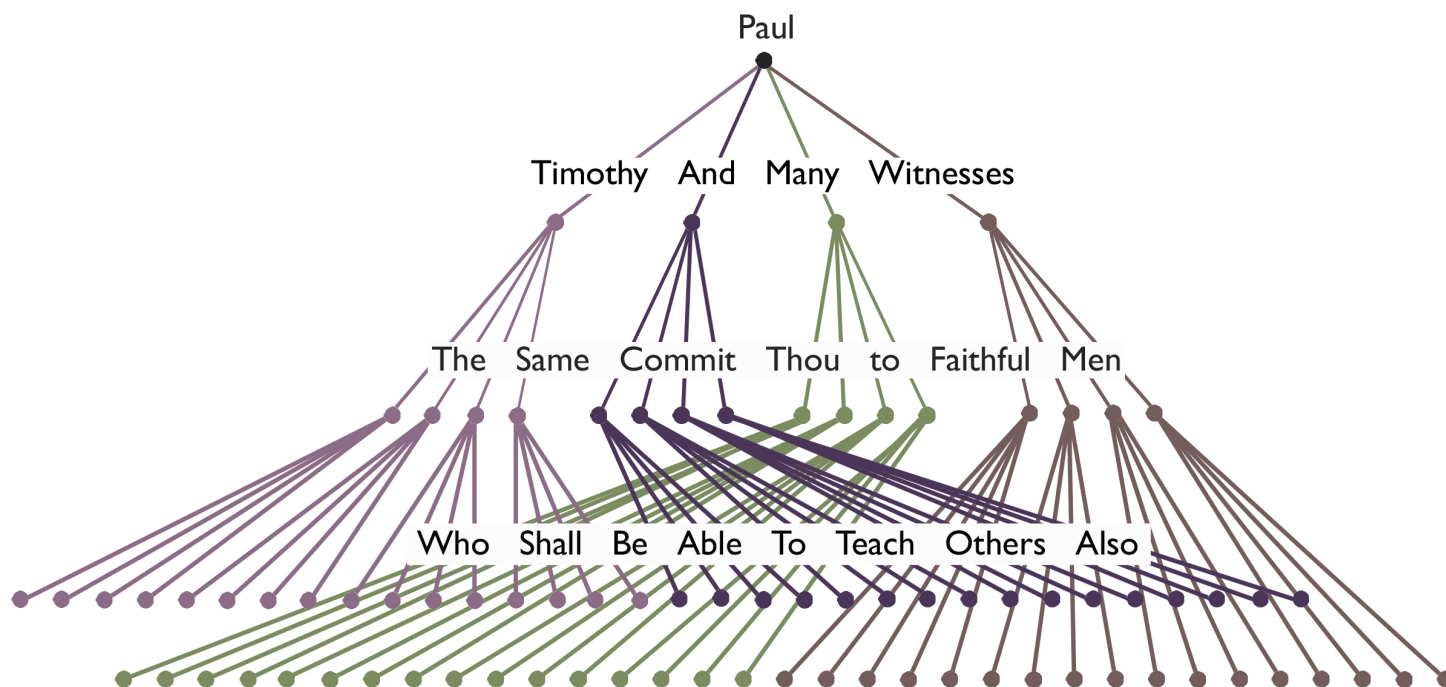 Paul
Timothy And Many Witnesses
The Same Commit Thou to Faithful Men
Who Shall Be Able To Teach Others Also